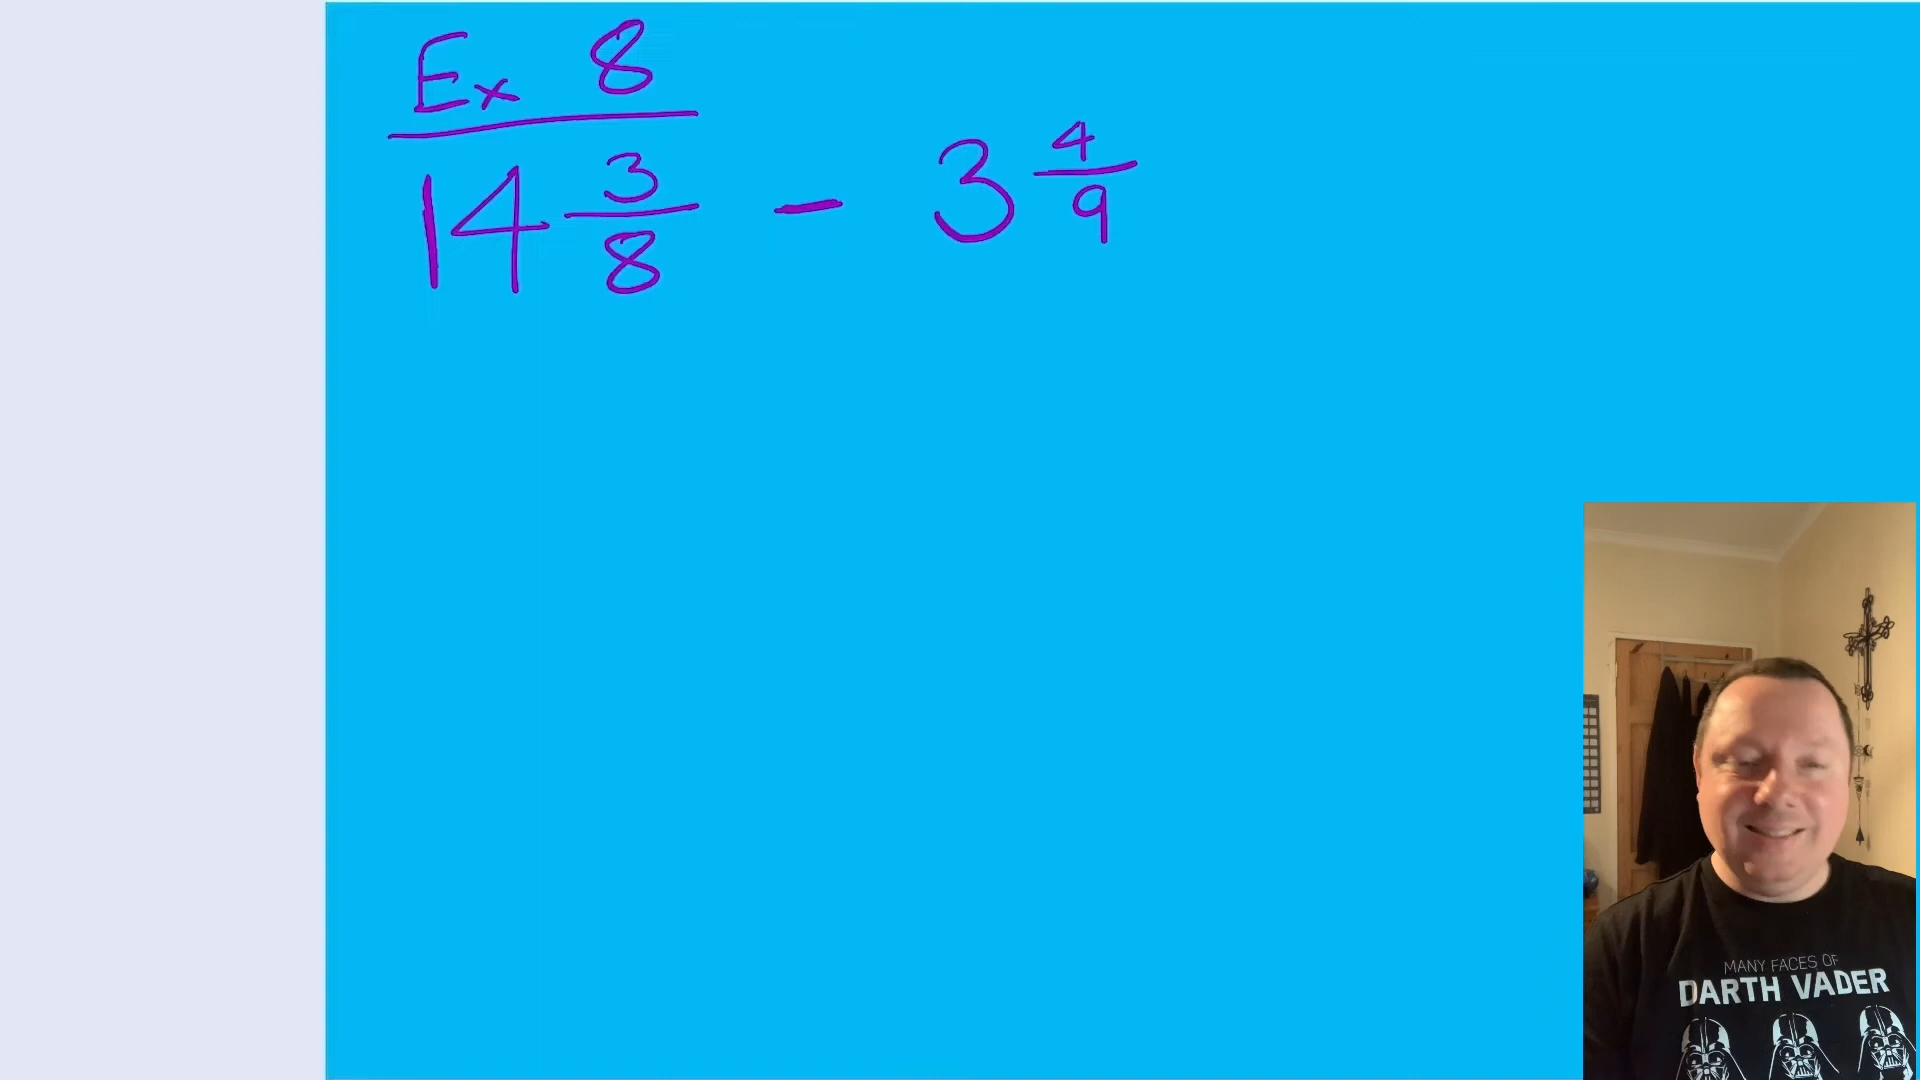 Ex 8
14 3/8 - 3 4/9
MANY FACES OF
DARTH VADER